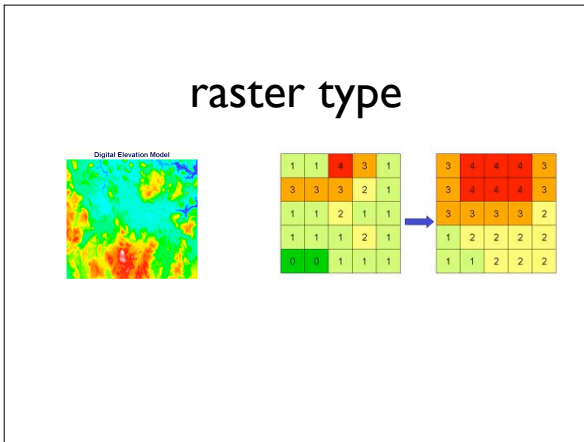 raster type
Digital Elevation Model
1 1 4 3 1
3 3 3 2 1
1 1 2 1 1
1 1 1 2 1
0 0 1 1 1
3 4 4 4 3
3 4 4 4 3
3 3 3 3 2
1 2 2 2 2
1 1 2 2 2